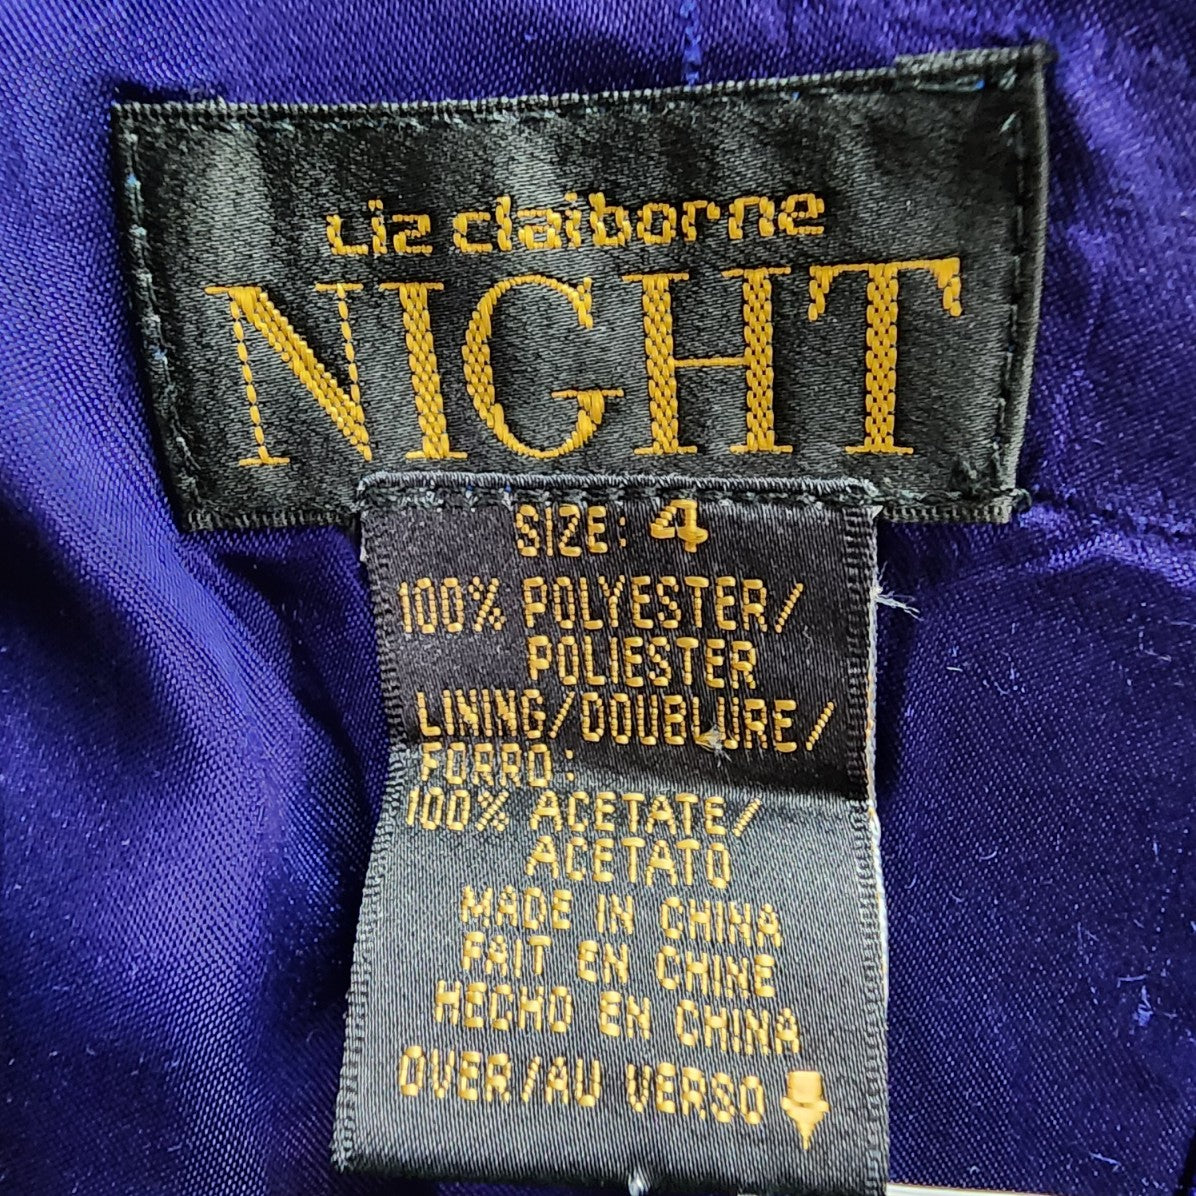 Liz claiborne
NIGHT
SIZE: 4
100% POLYESTER/
POLIESTER
LINING/DOUBLURE/
FORRO:
100% ACETATE/
ACETATO
MADE IN CHINA
FAIT EN CHINE
HECHO EN CHINA
OVER/AU VERSO